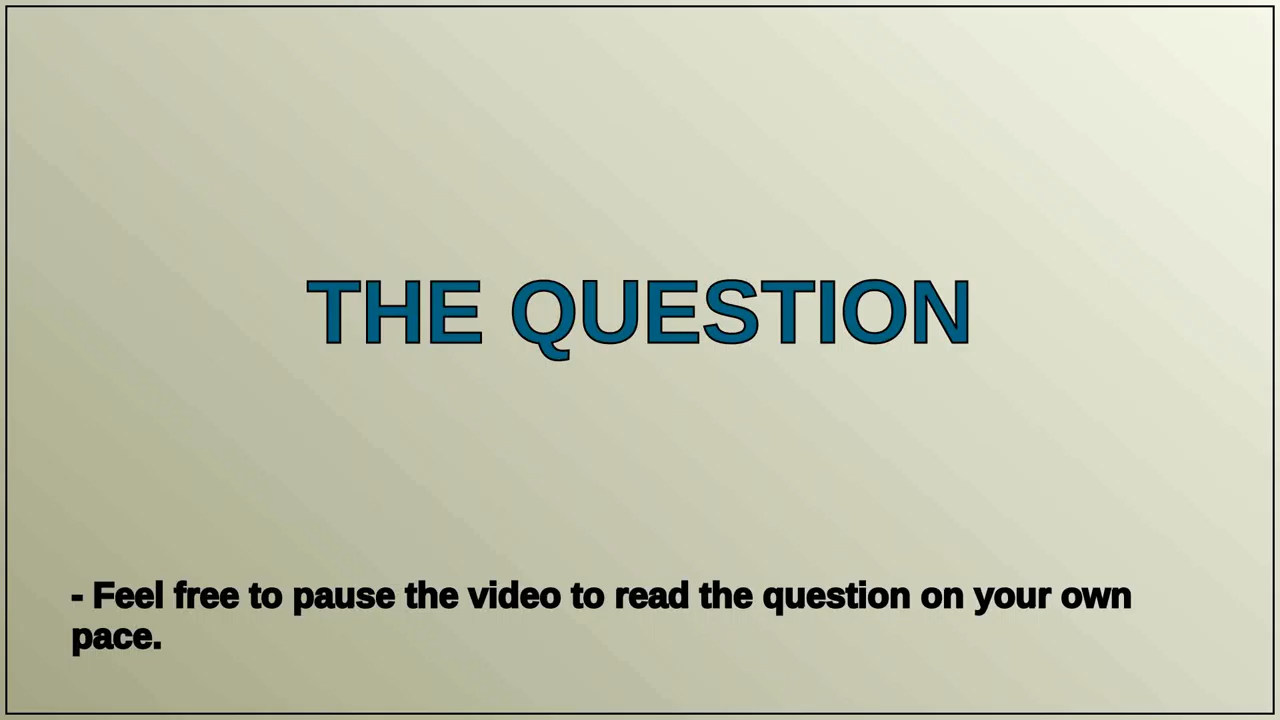 THE QUESTION
- Feel free to pause the video to read the question on your own
pace.